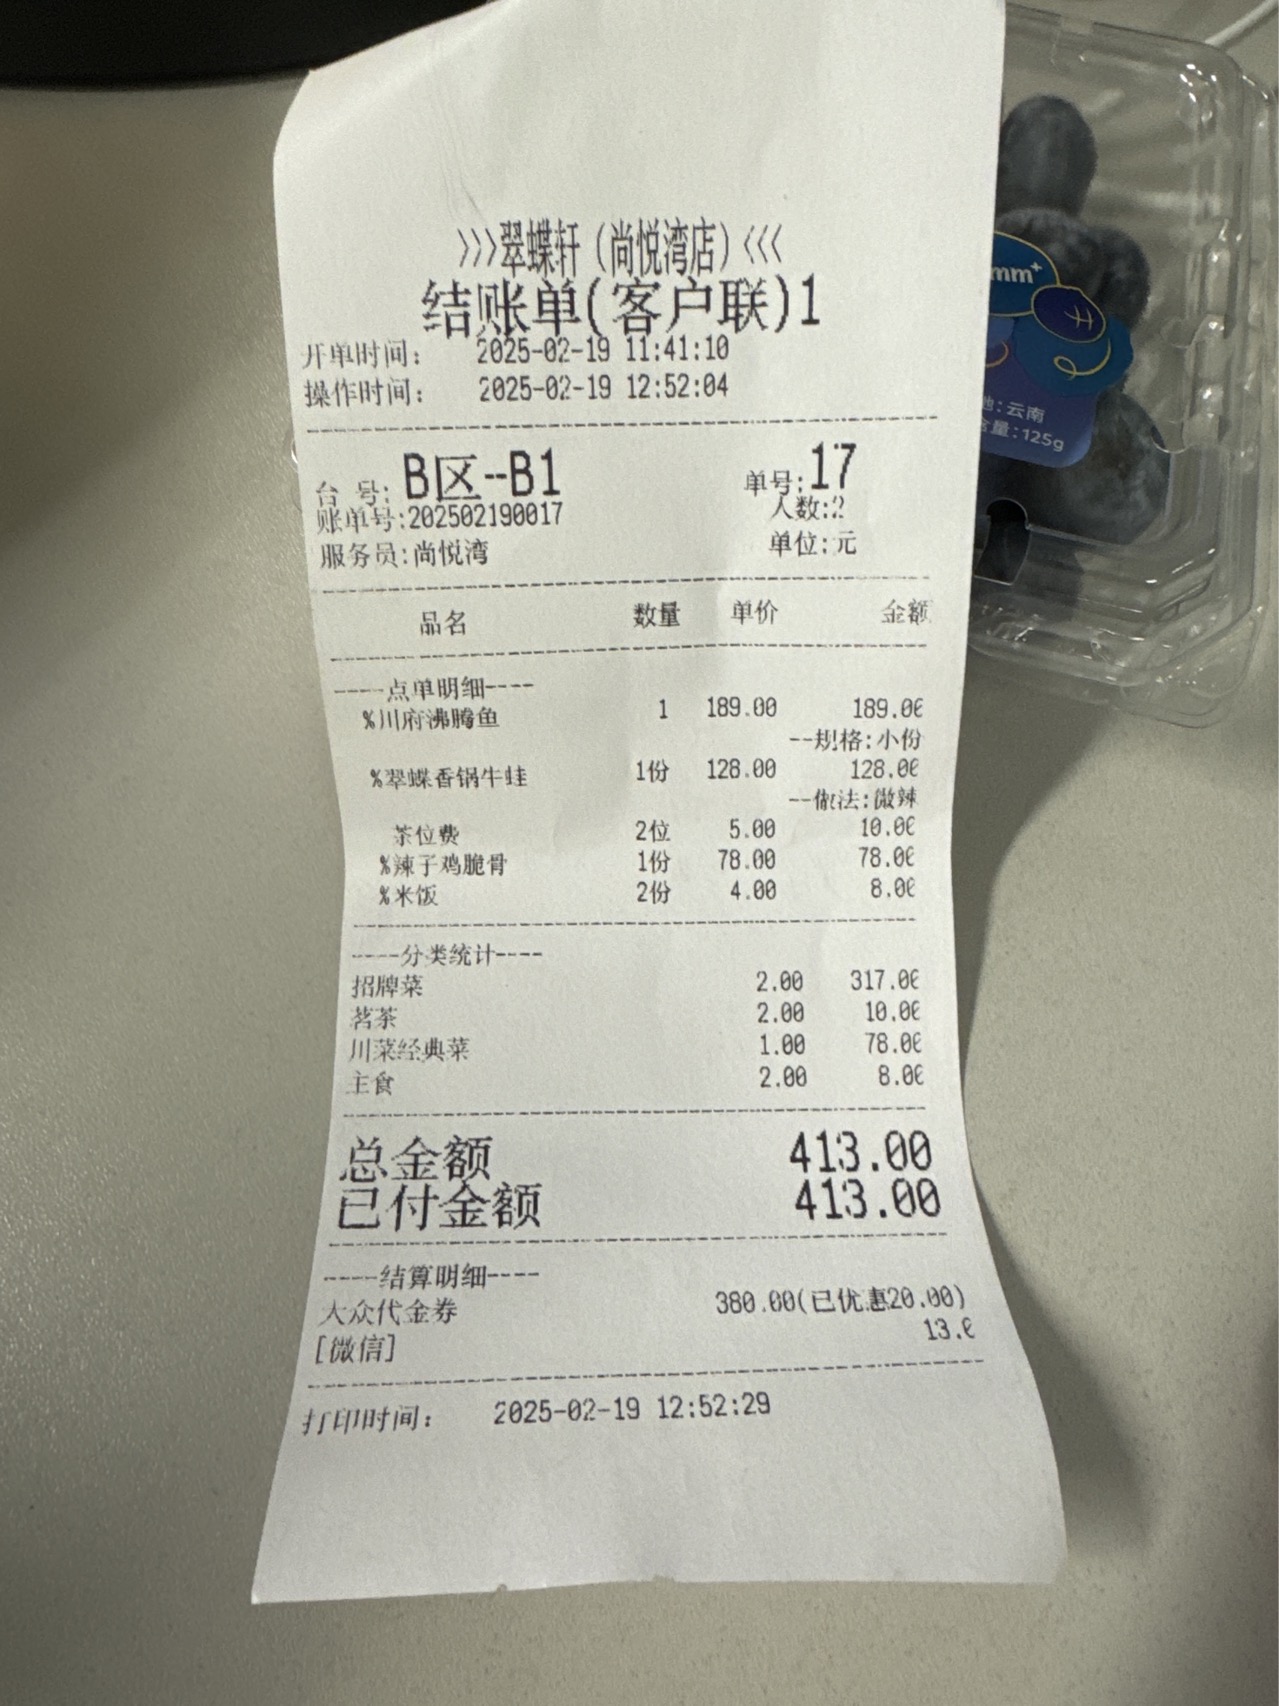 >>>翠蝶轩（尚悦湾店）<<<
结账单(客户联)1
开单时间： 2025-02-19 11:41:10
操作时间： 2025-02-19 12:52:04
台 号: B区--B1 单号:17
账单号:202502190017 人数:2
服务员:尚悦湾 单位:元
品名 数量 单价 金额
----点单明细----
%川府沸腾鱼 1 189.00 189.00
--规格:小份
%翠蝶香锅牛蛙 1份 128.00 128.00
--做法:微辣
茶位费 2位 5.00 10.00
%辣子鸡脆骨 1份 78.00 78.00
%米饭 2份 4.00 8.00
----分类统计----
招牌菜 2.00 317.00
茗茶 2.00 10.00
川菜经典菜 1.00 78.00
主食 2.00 8.00
总金额 413.00
已付金额 413.00
----结算明细----
大众代金券 380.00(已优惠20.00)
[微信] 13.0
打印时间： 2025-02-19 12:52:29
mm+
地:云南
含量:125g